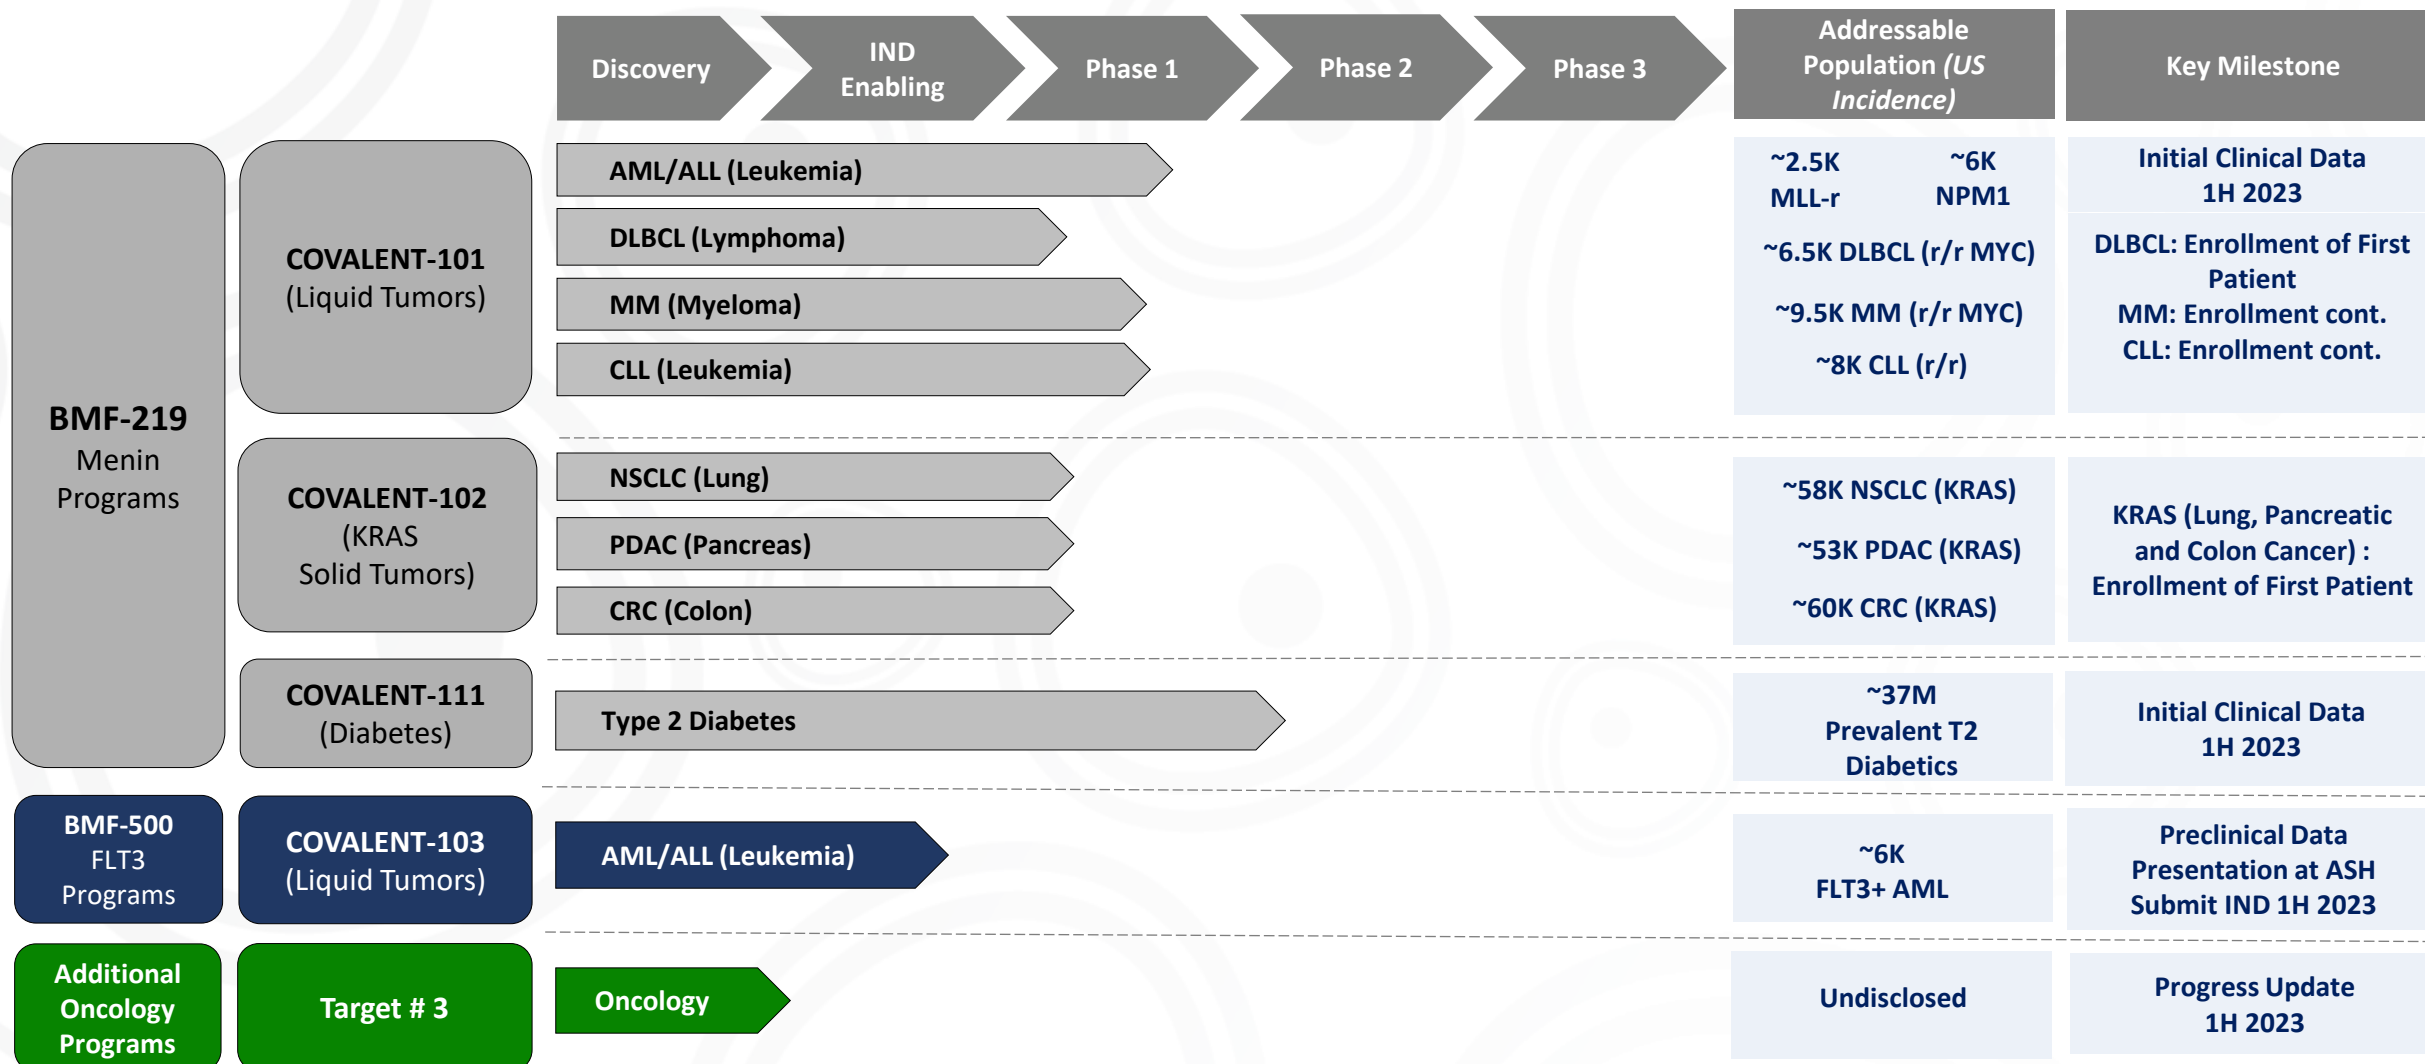 Discovery
IND
Enabling
Phase 1
Phase 2
Phase 3
Addressable
Population (US
Incidence)
Key Milestone
BMF-219
Menin
Programs
COVALENT-101
(Liquid Tumors)
AML/ALL (Leukemia)
DLBCL (Lymphoma)
MM (Myeloma)
CLL (Leukemia)
~2.5K
MLL-r
~6K
NPM1
~6.5K DLBCL (r/r MYC)
~9.5K MM (r/r MYC)
~8K CLL (r/r)
Initial Clinical Data
1H 2023
DLBCL: Enrollment of First
Patient
MM: Enrollment cont.
CLL: Enrollment cont.
COVALENT-102
(KRAS
Solid Tumors)
NSCLC (Lung)
PDAC (Pancreas)
CRC (Colon)
~58K NSCLC (KRAS)
~53K PDAC (KRAS)
~60K CRC (KRAS)
KRAS (Lung, Pancreatic
and Colon Cancer) :
Enrollment of First Patient
COVALENT-111
(Diabetes)
Type 2 Diabetes
~37M
Prevalent T2
Diabetics
Initial Clinical Data
1H 2023
BMF-500
FLT3
Programs
COVALENT-103
(Liquid Tumors)
AML/ALL (Leukemia)
~6K
FLT3+ AML
Preclinical Data
Presentation at ASH
Submit IND 1H 2023
Additional
Oncology
Programs
Target # 3
Oncology
Undisclosed
Progress Update
1H 2023